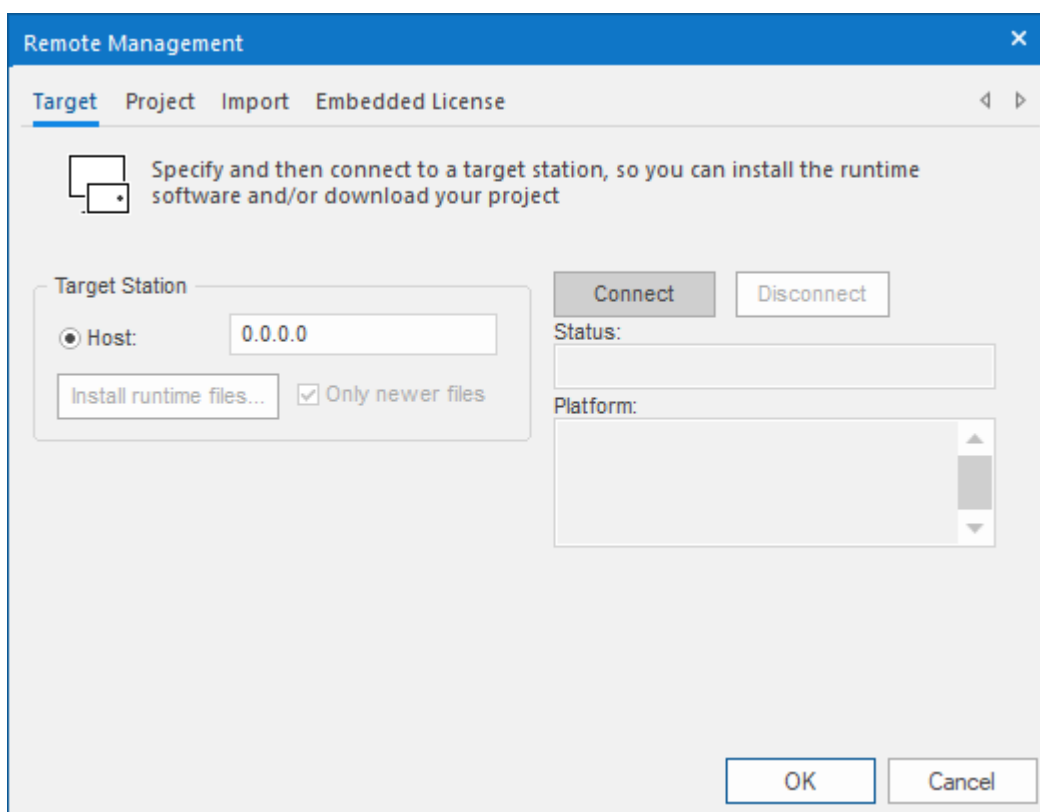 Remote Management
Target Project Import Embedded License
Specify and then connect to a target station, so you can install the runtime
software and/or download your project
Target Station
Host: 0.0.0.0
Install runtime files... Only newer files
Connect Disconnect
Status:
Platform:
OK Cancel